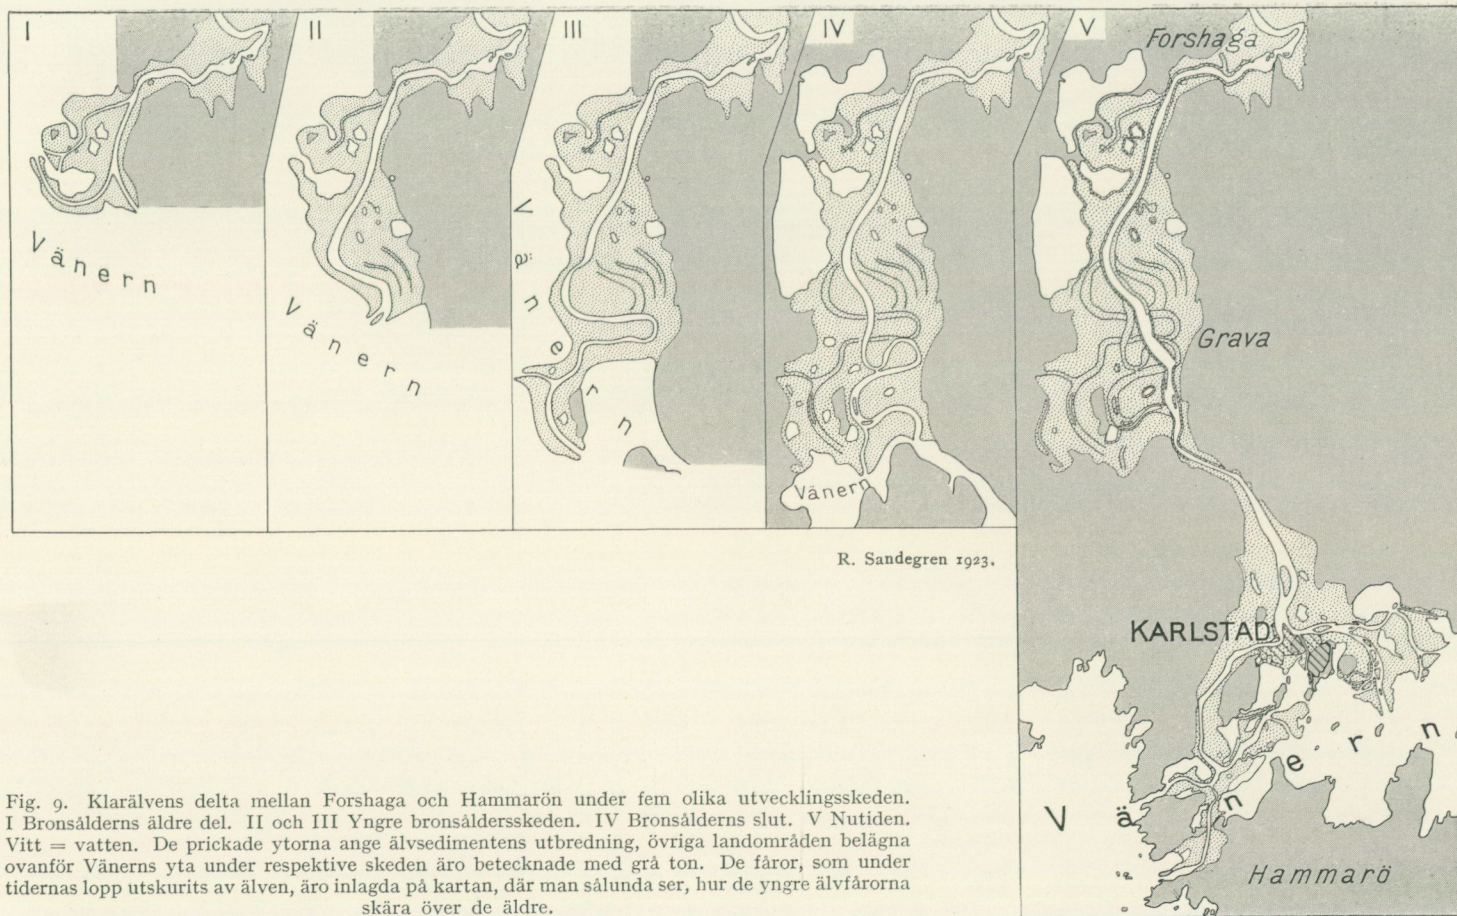 I
II
III
IV
V
Forshaga
Vänern
Vänern
Vänern
Vänern
Grava
R. Sandegren 1923.
KARLSTAD
Vänern
Hammarö
Fig. 9. Klarälvens delta mellan Forshaga och Hammarön under fem olika utvecklingsskeden.
I Bronsålderns äldre del. II och III Yngre bronsåldersskeden. IV Bronsålderns slut. V Nutiden.
Vitt = vatten. De prickade ytorna ange älvsedimentens utbredning, övriga landområden belägna
ovanför Vänerns yta under respektive skeden äro betecknade med grå ton. De fåror, som under
tidernas lopp utskurits av älven, äro inlagda på kartan, där man sålunda ser, hur de yngre älvfårorna
skära över de äldre.